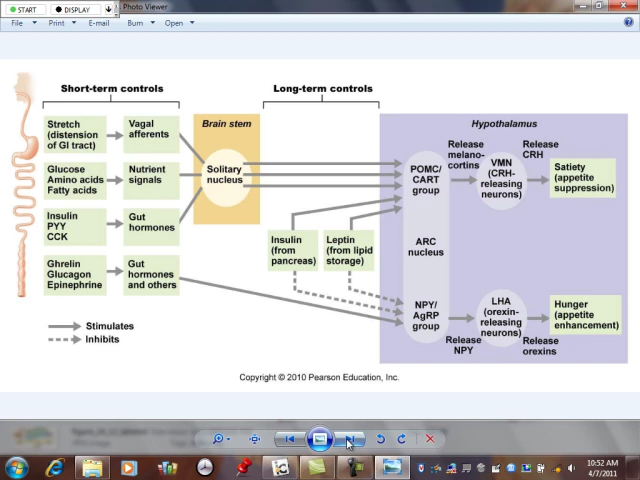 START
DISPLAY
Photo Viewer
File
Print
E-mail
Burn
Open
Short-term controls
Long-term controls
Stretch
(distension
of GI tract)
Vagal
afferents
Brain stem
Hypothalamus
Glucose
Amino acids
Fatty acids
Nutrient
signals
Solitary
nucleus
Release
melano-
cortins
Release
CRH
POMC/
CART
group
VMN
(CRH-
releasing
neurons)
Satiety
(appetite
suppression)
Insulin
PYY
CCK
Gut
hormones
Insulin
(from
pancreas)
Leptin
(from lipid
storage)
ARC
nucleus
Ghrelin
Glucagon
Epinephrine
Gut
hormones
and others
NPY/
AgRP
group
LHA
(orexin-
releasing
neurons)
Hunger
(appetite
enhancement)
Release
NPY
Release
orexins
Stimulates
Inhibits
Copyright © 2010 Pearson Education, Inc.
10:52 AM
4/7/2011